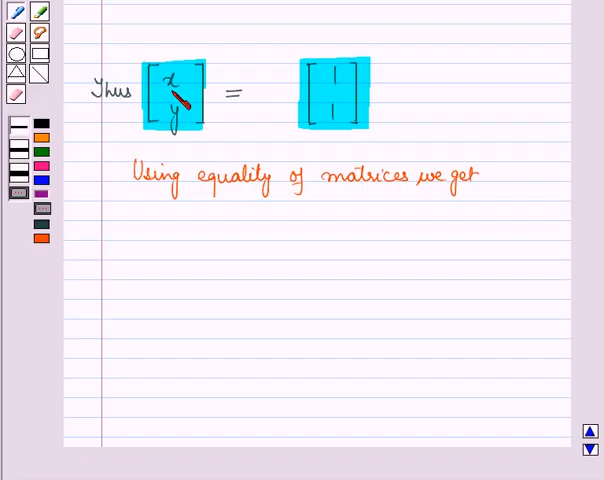 Thus [x y] = [1 1]
Using equality of matrices we get